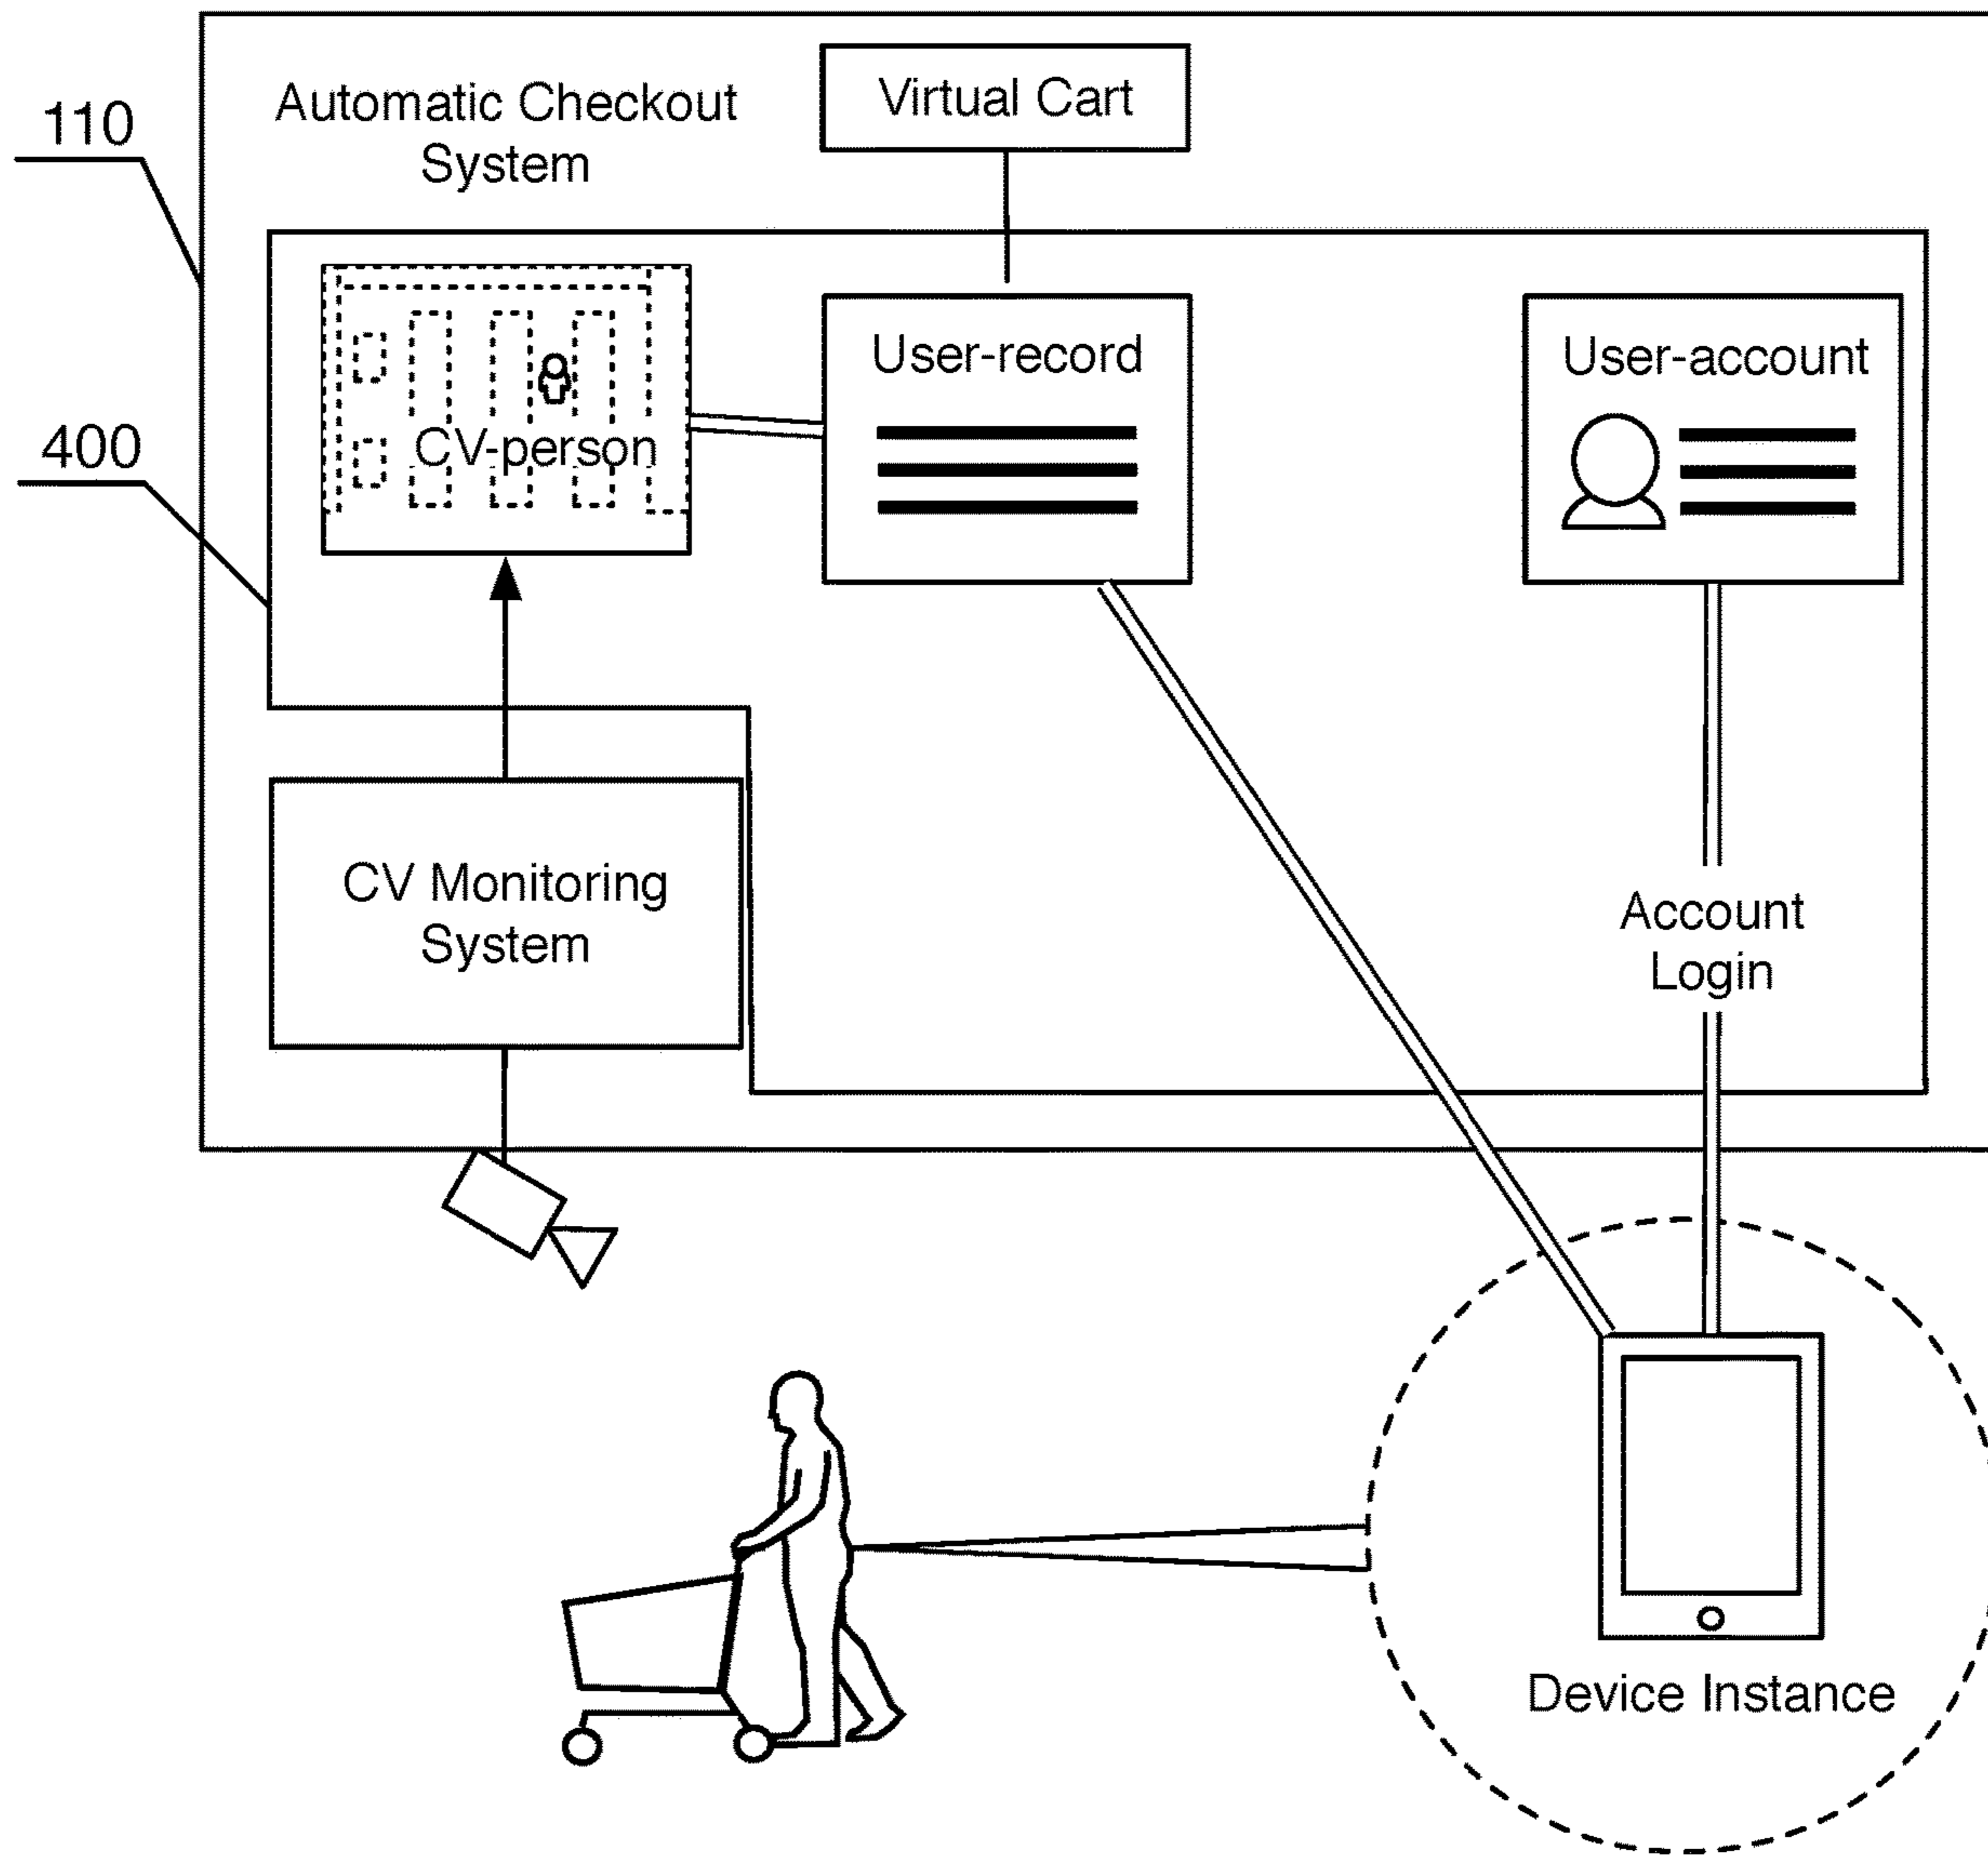 110
Automatic Checkout
System
Virtual Cart
400
CV-person
User-record
User-account
CV Monitoring
System
Account
Login
Device Instance